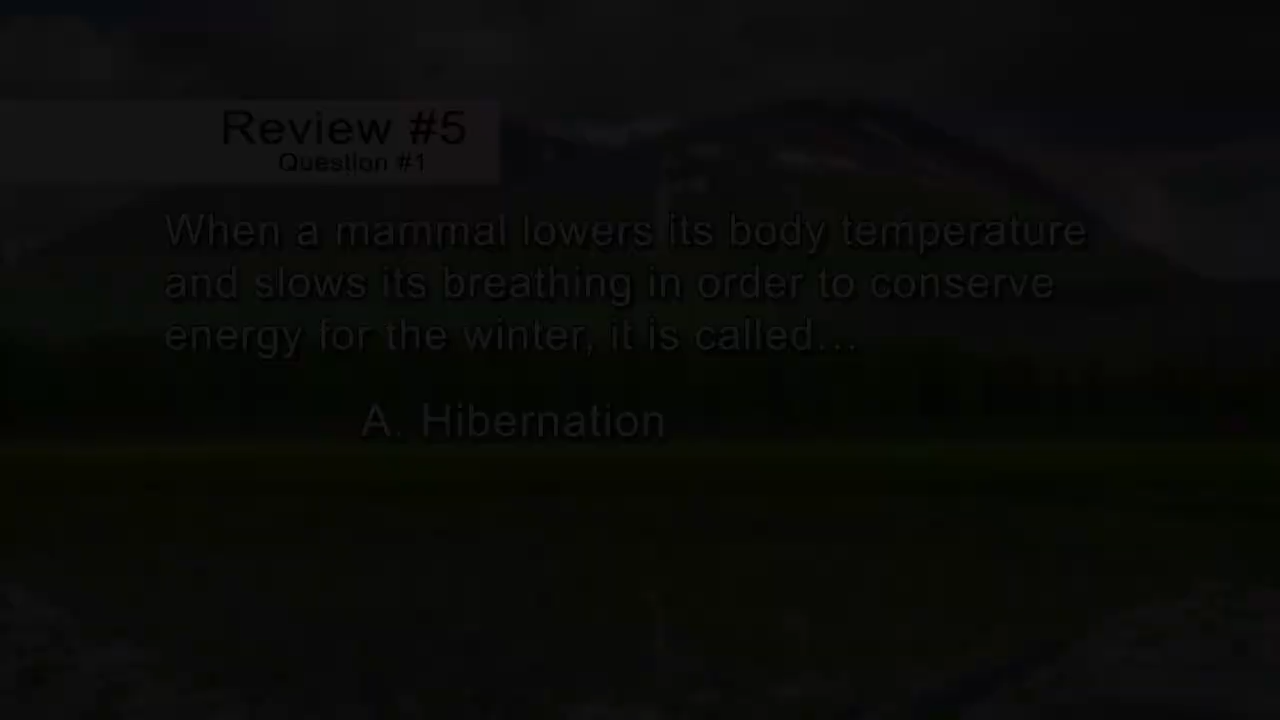 Review #5
Question #1
When a mammal lowers its body temperature
and slows its breathing in order to conserve
energy for the winter, it is called...
A. Hibernation